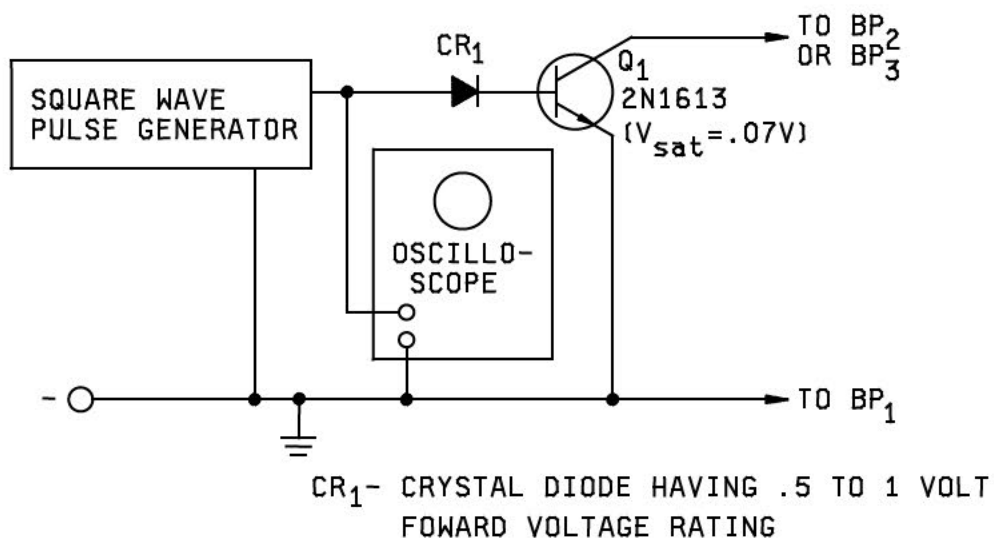 TO BP2
OR BP3
CR1
Q1
2N1613
(Vsat=.07V)
SQUARE WAVE
PULSE GENERATOR
OSCILLO-
SCOPE
-
TO BP1
CR1- CRYSTAL DIODE HAVING .5 TO 1 VOLT
FOWARD VOLTAGE RATING